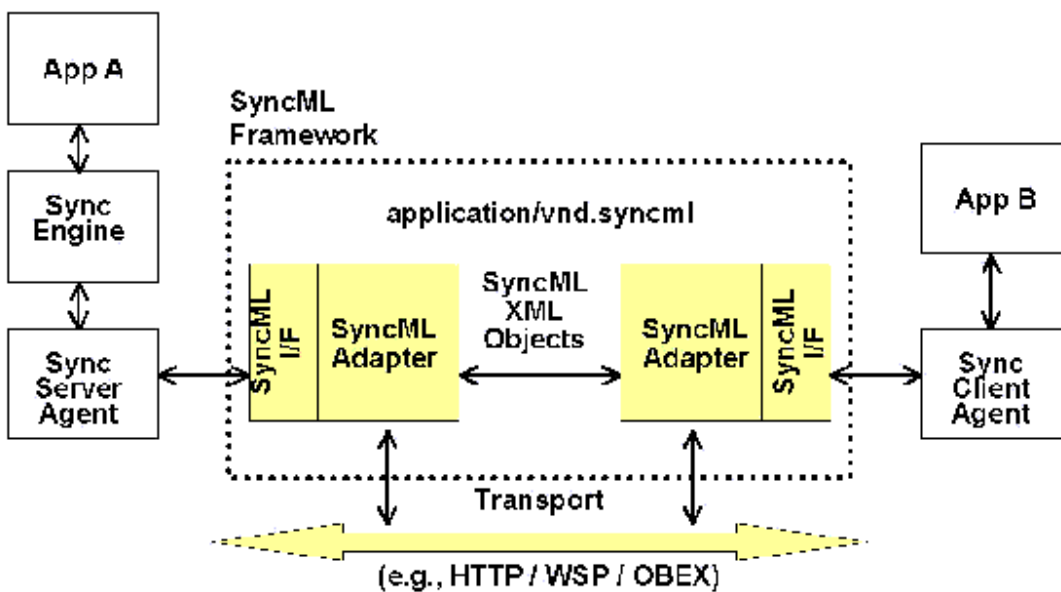 App A
Sync
Engine
Sync
Server
Agent
SyncML
Framework
application/vnd.syncml
SyncML
I/F
SyncML
Adapter
SyncML
XML
Objects
SyncML
Adapter
SyncML
I/F
App B
Sync
Client
Agent
Transport
(e.g., HTTP / WSP / OBEX)